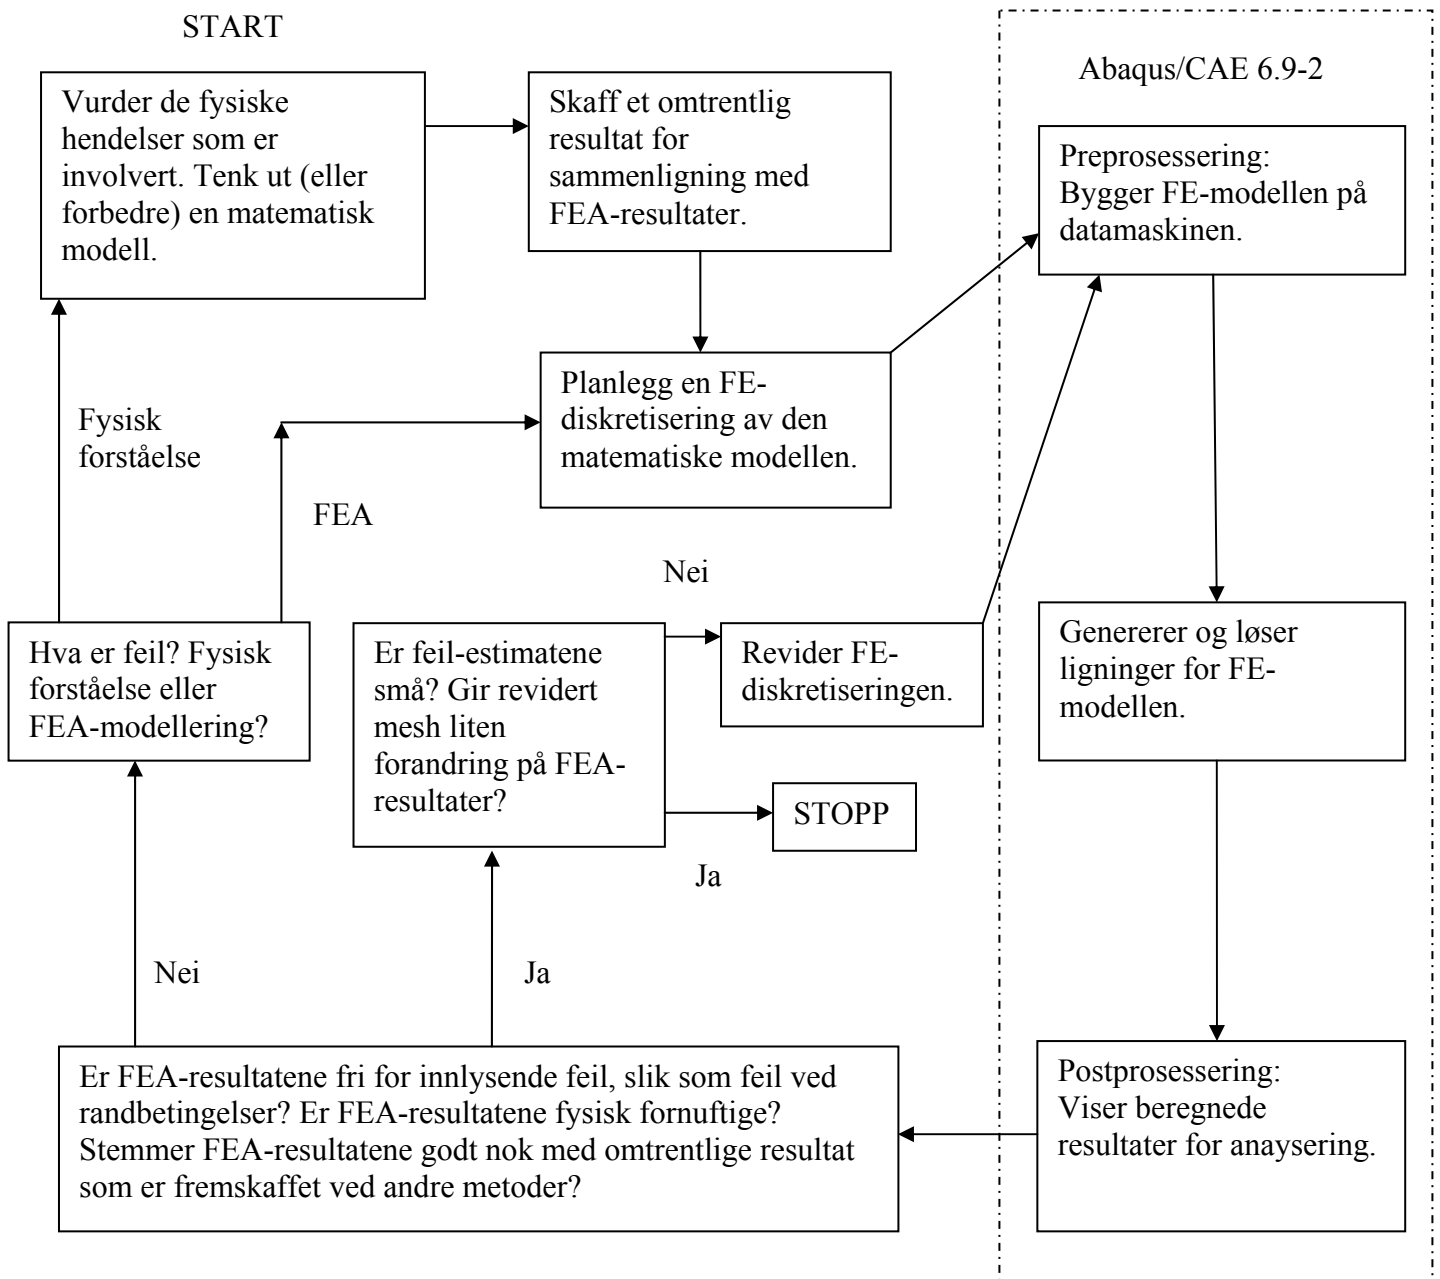 START
Vurder de fysiske
hendelser som er
involvert. Tenk ut (eller
forbedre) en matematisk
modell.
Skaff et omtrentlig
resultat for
sammenligning med
FEA-resultater.
Abaqus/CAE 6.9-2
Preprosessering:
Bygger FE-modellen på
datamaskinen.
Planlegg en FE-
diskretisering av den
matematiske modellen.
Fysisk
forståelse
FEA
Nei
Hva er feil? Fysisk
forståelse eller
FEA-modellering?
Er feil-estimatene
små? Gir revidert
mesh liten
forandring på FEA-
resultater?
Revider FE-
diskretiseringen.
Genererer og løser
ligninger for FE-
modellen.
STOPP
Ja
Nei
Ja
Er FEA-resultatene fri for innlysende feil, slik som feil ved
randbetingelser? Er FEA-resultatene fysisk fornuftige?
Stemmer FEA-resultatene godt nok med omtrentlige resultat
som er fremskaffet ved andre metoder?
Postprosessering:
Viser beregnede
resultater for anaysering.